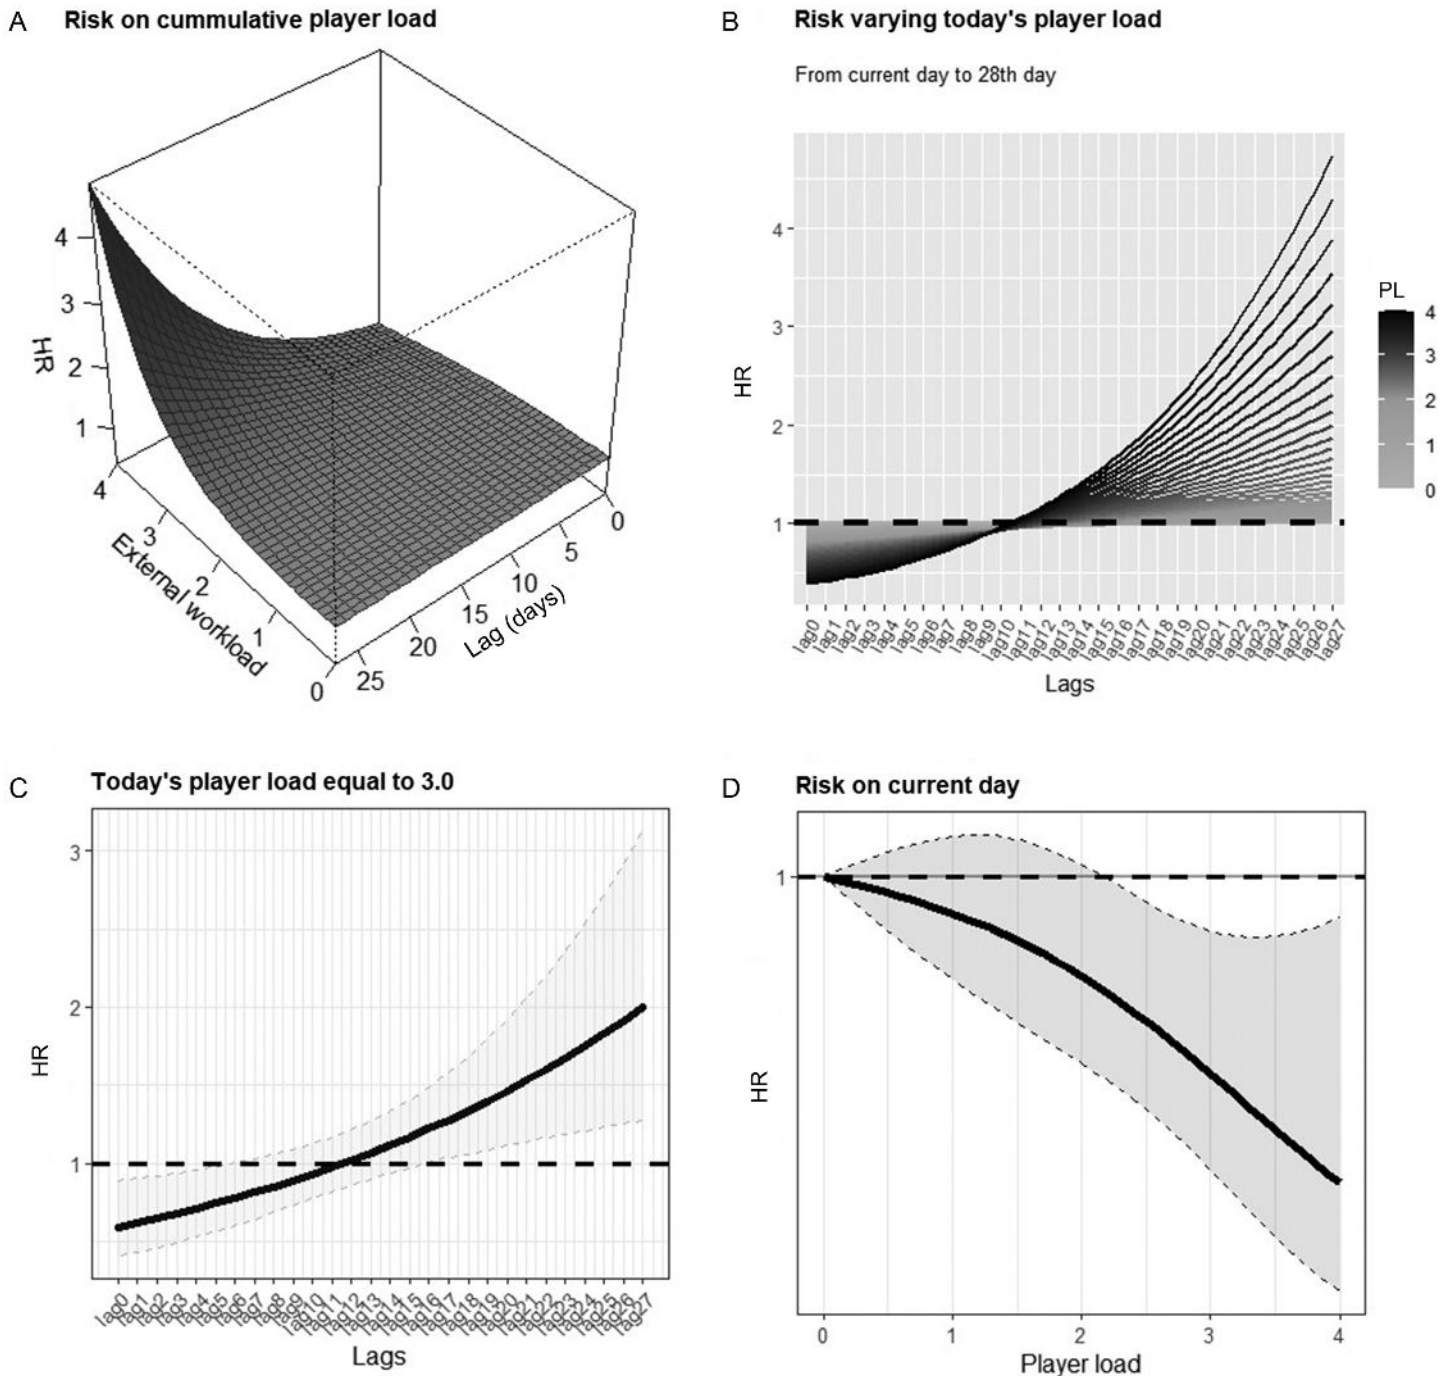 A
Risk on cummulative player load
4
3
2
1
HR
4
3
2
1
0
External workload
25
20
15
10
5
0
Lag (days)
B
Risk varying today's player load
From current day to 28th day
4
3
2
1
HR
lag0
lag1
lag2
lag3
lag4
lag5
lag6
lag7
lag8
lag9
lag10
lag11
lag12
lag13
lag14
lag15
lag16
lag17
lag18
lag19
lag20
lag21
lag22
lag23
lag24
lag25
lag26
lag27
Lags
PL
4
3
2
1
0
C
Today's player load equal to 3.0
3
2
1
HR
lag0
lag1
lag2
lag3
lag4
lag5
lag6
lag7
lag8
lag9
lag10
lag11
lag12
lag13
lag14
lag15
lag16
lag17
lag18
lag19
lag20
lag21
lag22
lag23
lag24
lag25
lag26
lag27
Lags
D
Risk on current day
1
HR
0
1
2
3
4
Player load